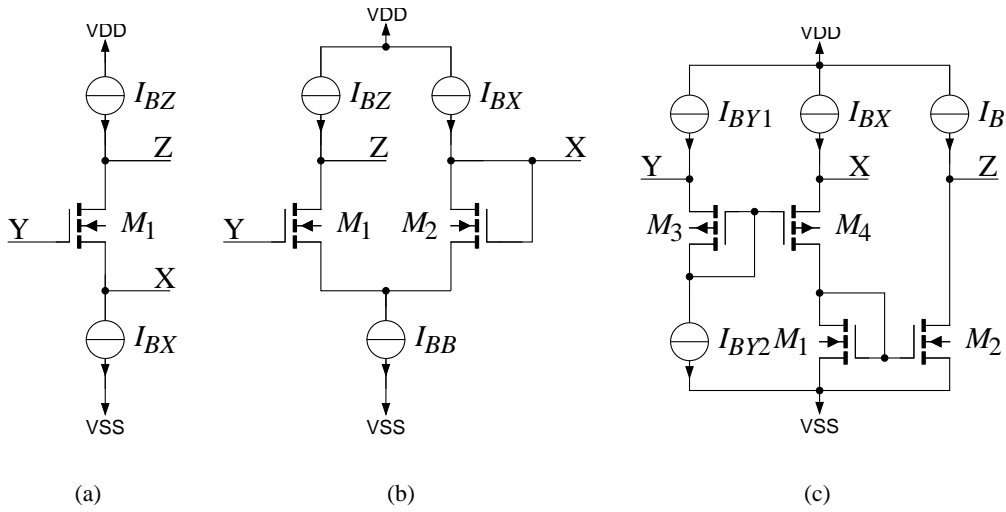 VDD
I_BZ
Z
Y
M_1
X
I_BX
VSS
(a)
VDD
I_BZ
I_BX
Z
X
Y
M_1
M_2
I_BB
VSS
(b)
VDD
I_BY1
I_BX
I_B
Y
X
Z
M_3
M_4
I_BY2
M_1
M_2
VSS
(c)